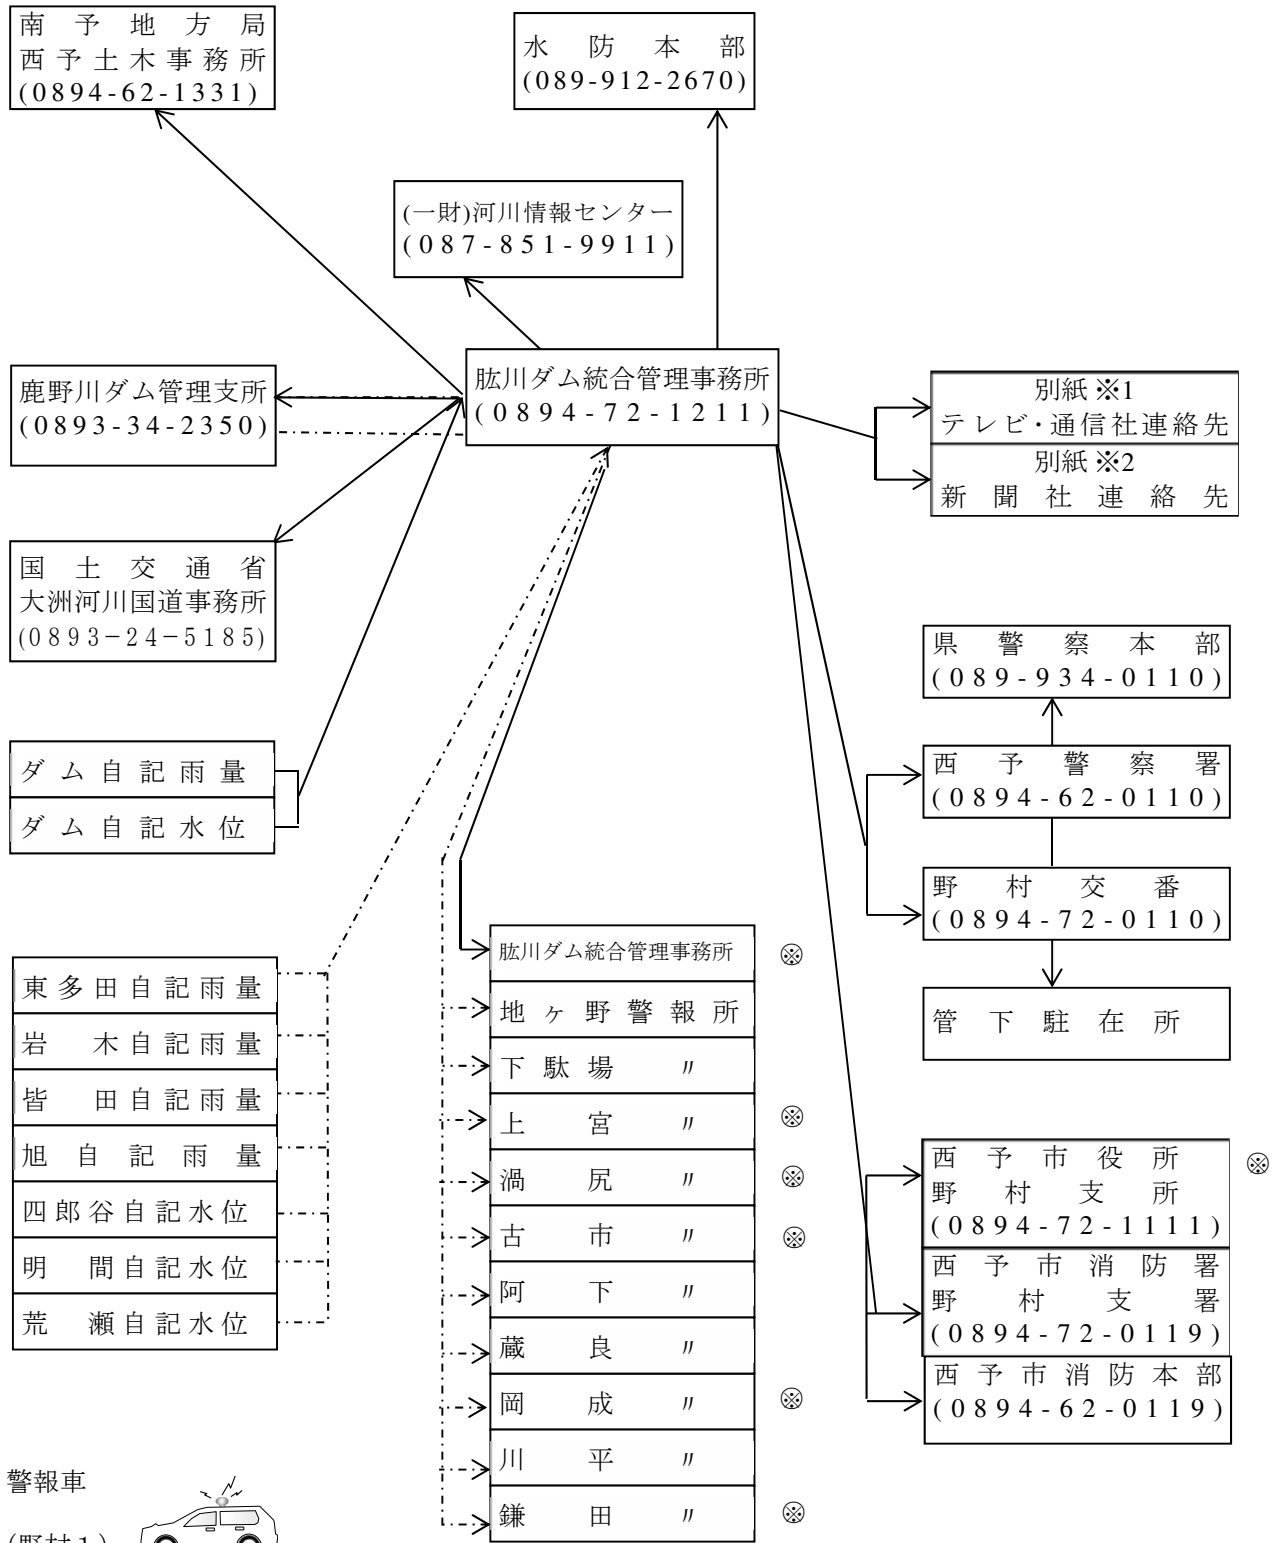 南予地方局
西予土木事務所
(0894-62-1331)
水防本部
(089-912-2670)
(一財)河川情報センター
(087-851-9911)
肱川ダム統合管理事務所
(0894-72-1211)
鹿野川ダム管理支所
(0893-34-2350)
別紙※1
テレビ・通信社連絡先
別紙※2
新聞社連絡先
国土交通省
大洲河川国道事務所
(0893-24-5185)
県警察本部
(089-934-0110)
西予警察署
(0894-62-0110)
野村交番
(0894-72-0110)
管下駐在所
ダム自記雨量
ダム自記水位
東多田自記雨量
岩木自記雨量
皆田自記雨量
旭自記雨量
四郎谷自記水位
明間自記水位
荒瀬自記水位
肱川ダム統合管理事務所 ※
地ヶ野警報所
下駄場 〃
上宮 〃 ※
渦尻 〃 ※
古市 〃 ※
阿下 〃
蔵良 〃
岡成 〃 ※
川平 〃
鎌田 〃 ※
西予市役所 ※
野村支所
(0894-72-1111)
西予市消防署
野村支署
(0894-72-0119)
西予市消防本部
(0894-62-0119)
警報車
(野村1)